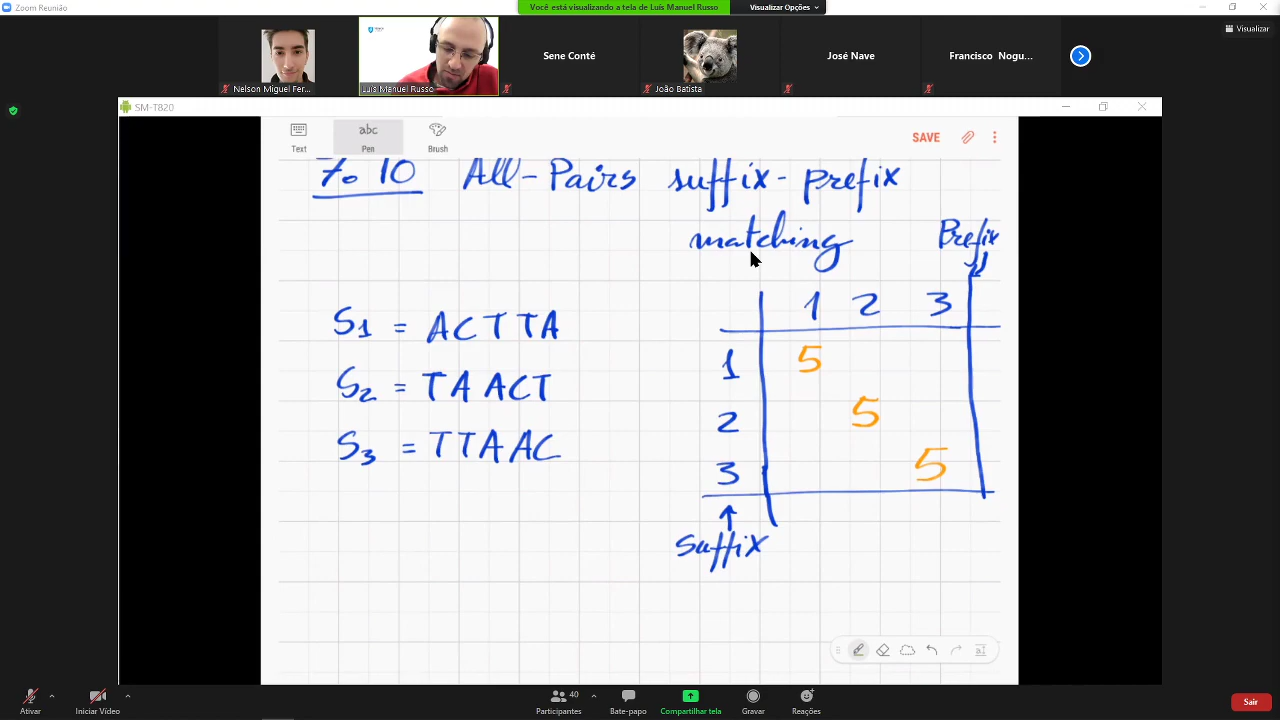 Zoom Reunião
Você está visualizando a tela de Luís Manuel Russo
Visualizar Opções
Visualizar
Nelson Miguel Fer...
Luís Manuel Russo
Sene Conté
João Batista
José Nave
Francisco Nogu...
SM-T820
Text
abc
Pen
Brush
SAVE
7.10 All-Pairs suffix-prefix
matching
Prefix
1 2 3
S1 = ACTTA
1 5
S2 = TAACT
2 5
S3 = TTAAC
3 5
Suffix
Ativar
Iniciar Vídeo
40
Participantes
Bate-papo
Compartilhar tela
Gravar
Reações
Sair